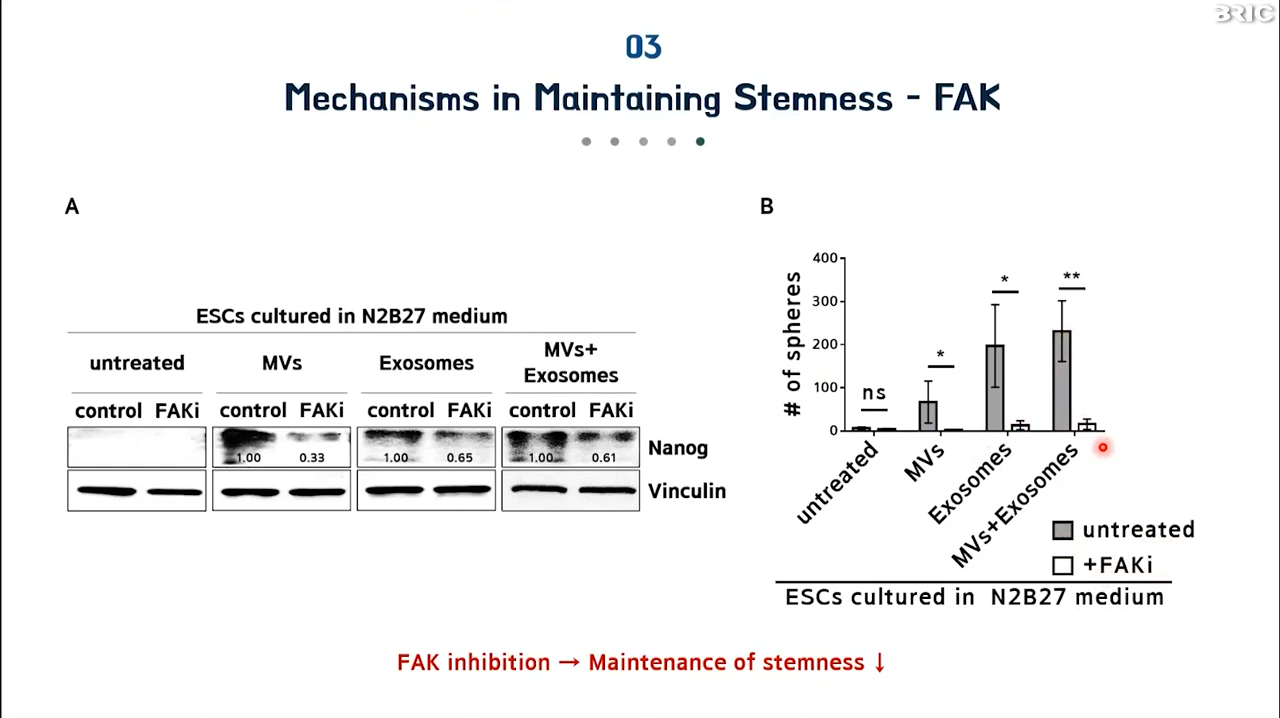 BRIC
03
Mechanisms in Maintaining Stemness - FAK
A
ESCs cultured in N2B27 medium
untreated
MVs
Exosomes
MVs+
Exosomes
control FAKi
control FAKi
control FAKi
control FAKi
1.00 0.33
1.00 0.65
1.00 0.61
Nanog
Vinculin
B
# of spheres
400
300
200
100
0
ns
*
*
**
untreated
MVs
Exosomes
MVs+Exosomes
untreated
+FAKi
ESCs cultured in N2B27 medium
FAK inhibition → Maintenance of stemness ↓